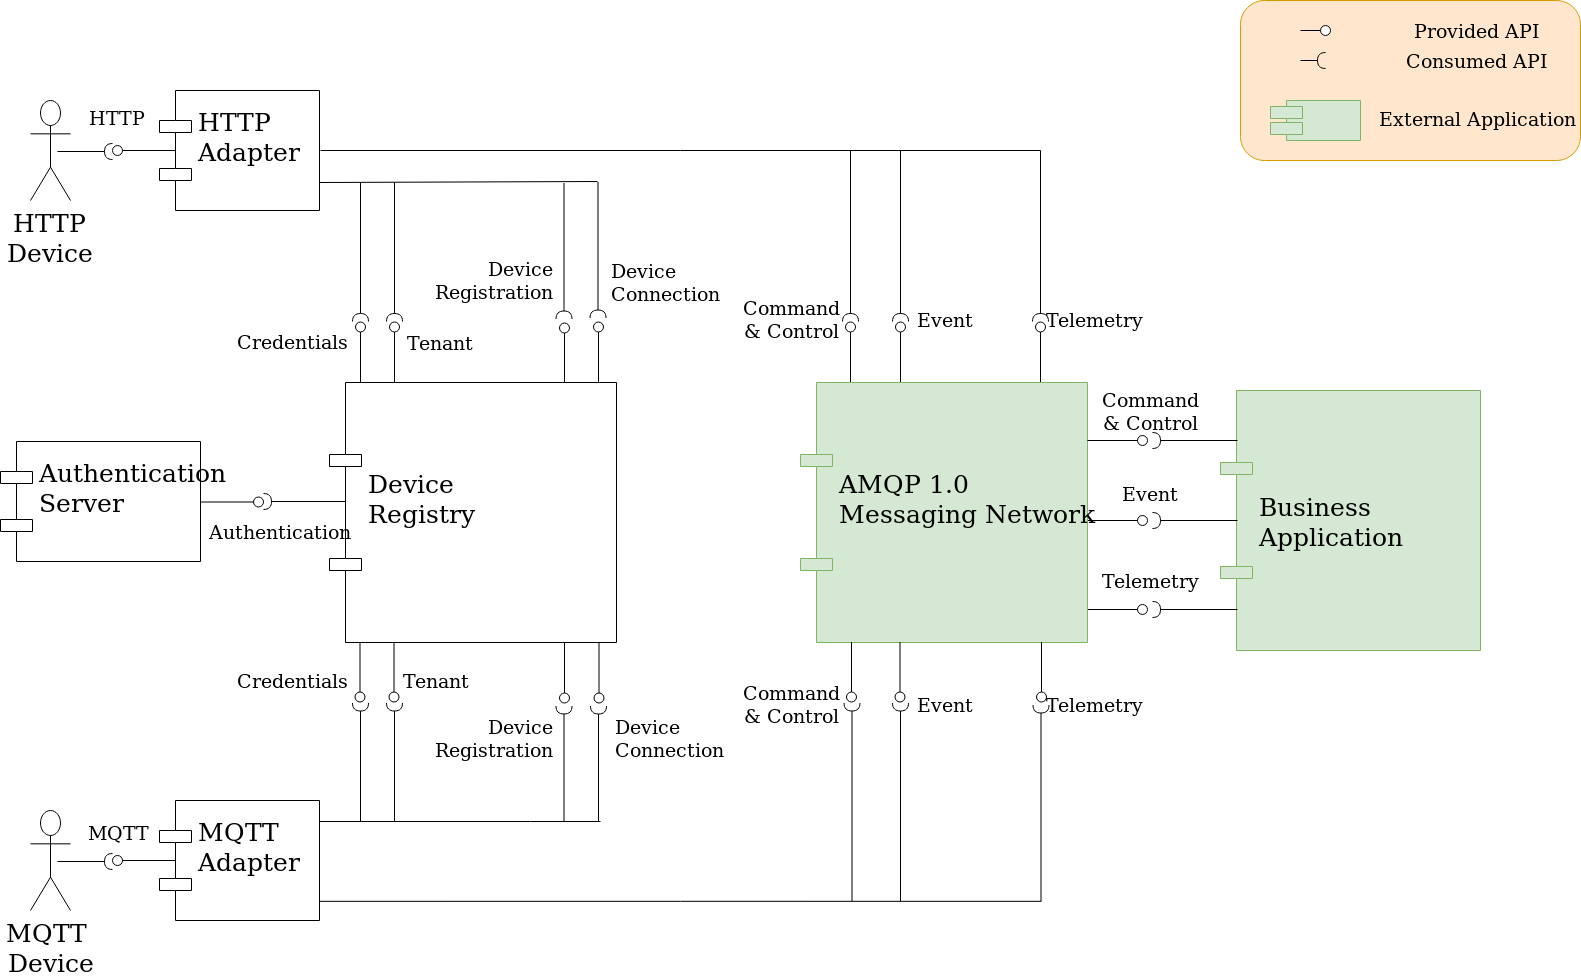 Provided API
Consumed API
External Application
HTTP
HTTP
Adapter
HTTP
Device
Device
Registration
Device
Connection
Credentials
Tenant
Command
& Control
Event
Telemetry
Authentication
Server
Authentication
Device
Registry
AMQP 1.0
Messaging Network
Command
& Control
Event
Telemetry
Business
Application
Credentials
Tenant
Device
Registration
Device
Connection
Command
& Control
Event
Telemetry
MQTT
MQTT
Adapter
MQTT
Device